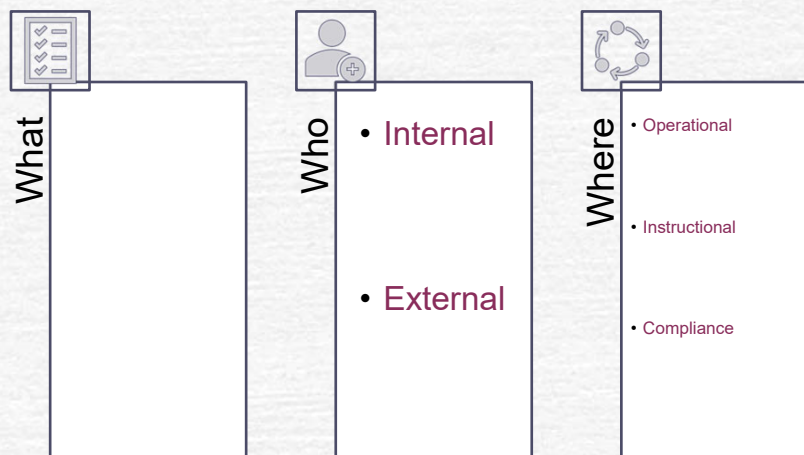 What
Who
• Internal
• External
Where
• Operational
• Instructional
• Compliance